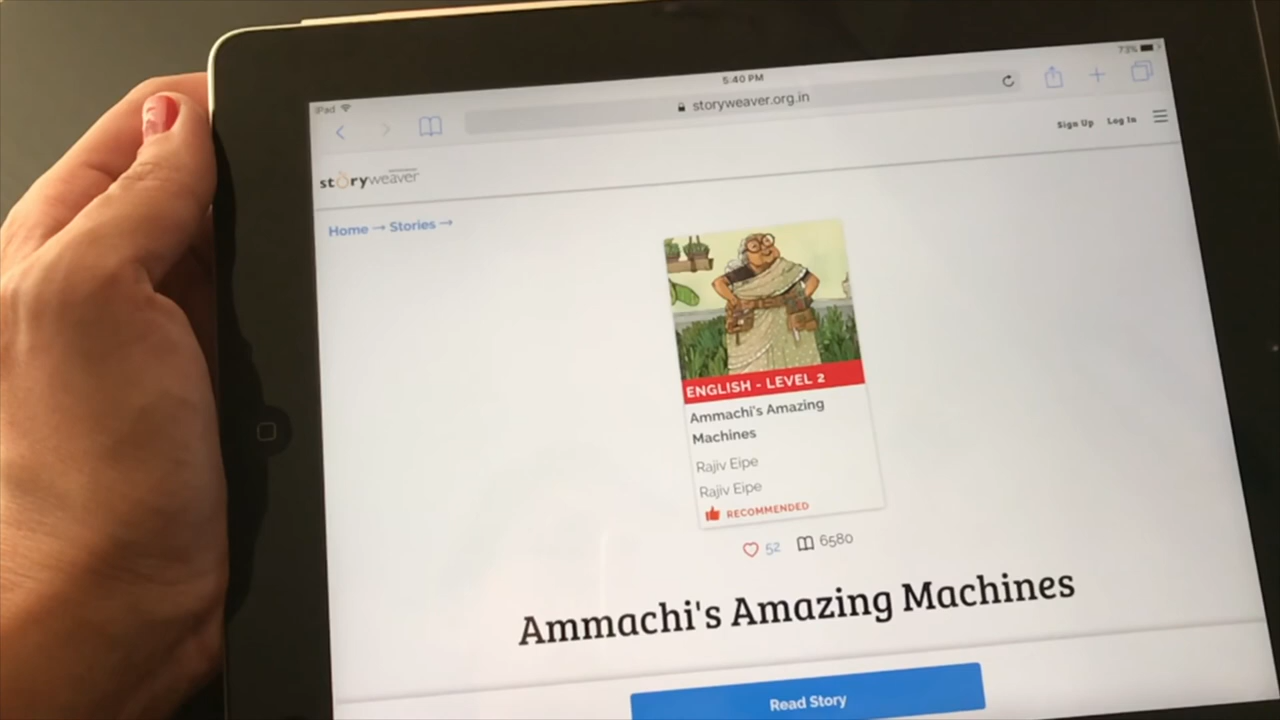 iPad
5:40 PM
73%
storyweaver.org.in
Sign Up Log In
storyweaver
Home → Stories →
ENGLISH - LEVEL 2
Ammachi's Amazing
Machines
Rajiv Eipe
Rajiv Eipe
RECOMMENDED
52 6580
Ammachi's Amazing Machines
Read Story